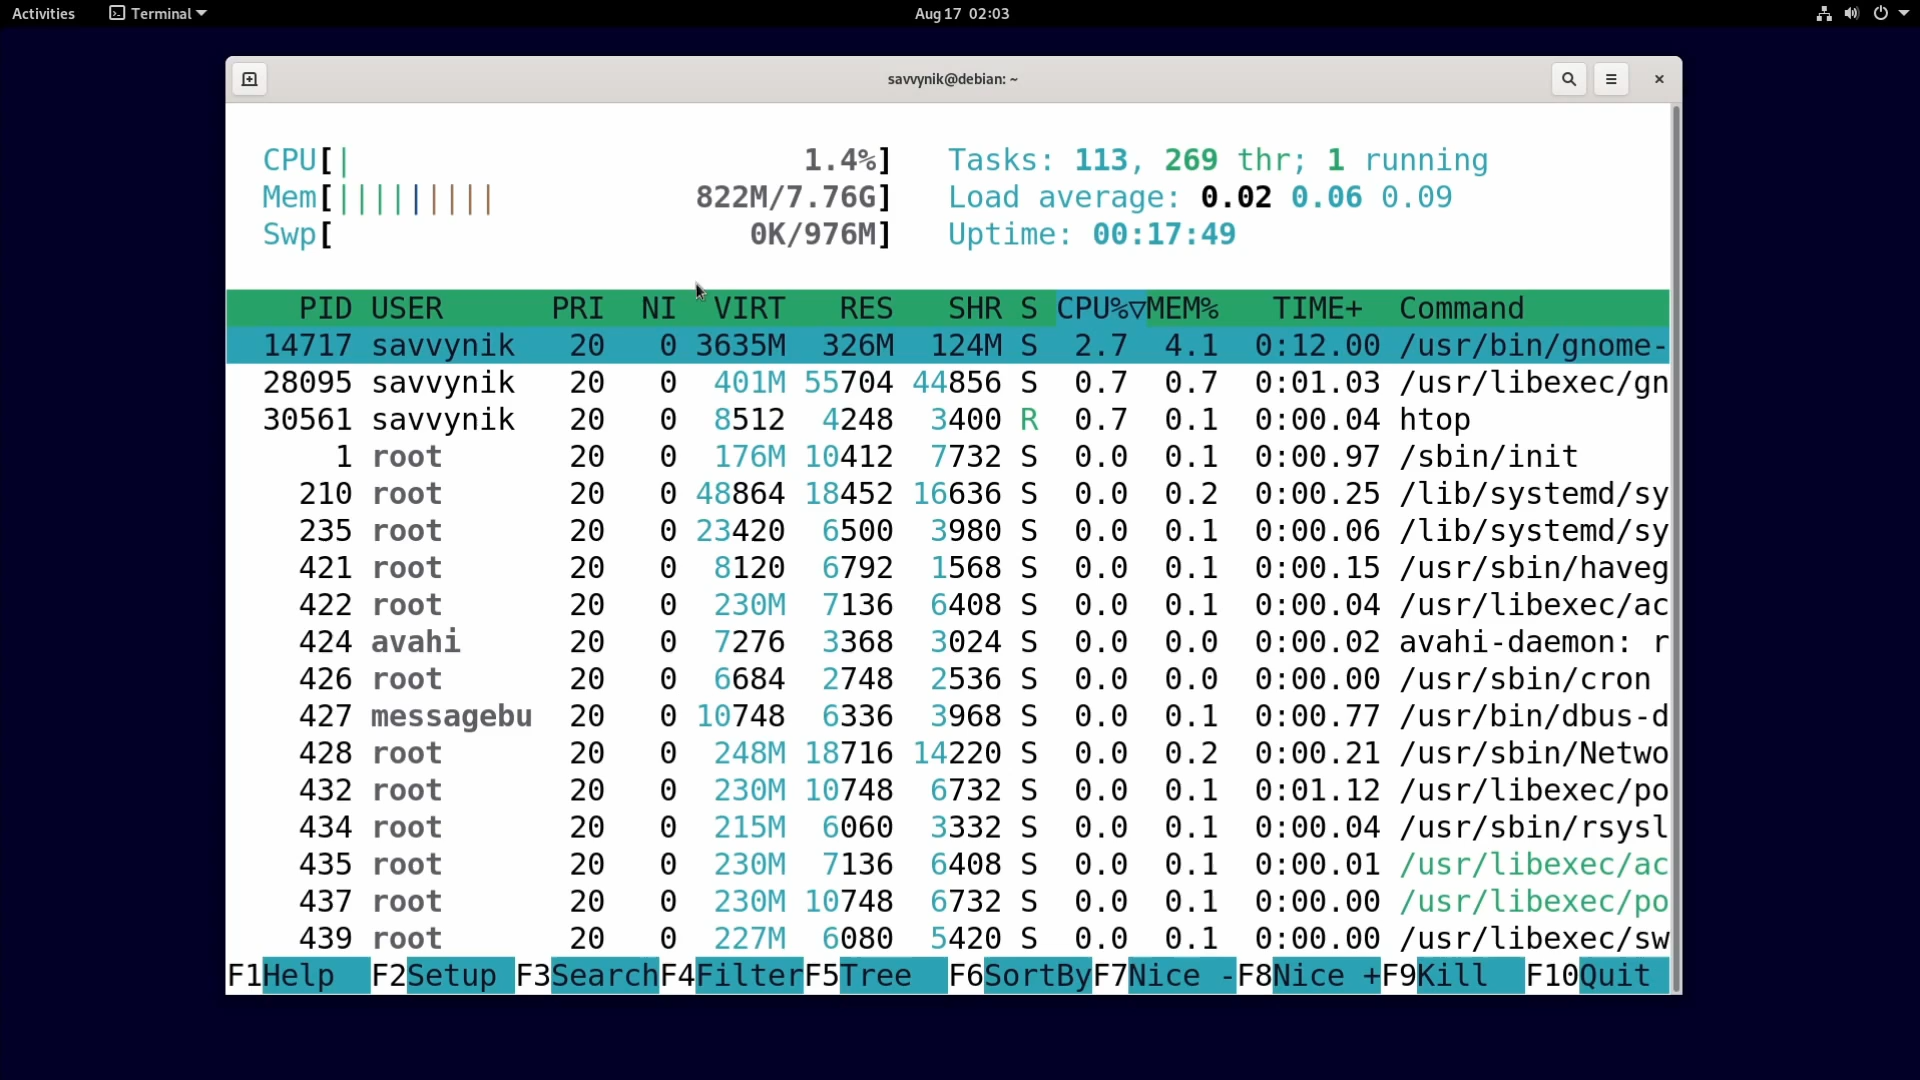 Activities Terminal Aug 17 02:03
savvynik@debian: ~
CPU[| 1.4%] Tasks: 113, 269 thr; 1 running
Mem[||||||||| 822M/7.76G] Load average: 0.02 0.06 0.09
Swp[ 0K/976M] Uptime: 00:17:49
PID USER PRI NI VIRT RES SHR S CPU%▽MEM% TIME+ Command
14717 savvynik 20 0 3635M 326M 124M S 2.7 4.1 0:12.00 /usr/bin/gnome-
28095 savvynik 20 0 401M 55704 44856 S 0.7 0.7 0:01.03 /usr/libexec/gn
30561 savvynik 20 0 8512 4248 3400 R 0.7 0.1 0:00.04 htop
1 root 20 0 176M 10412 7732 S 0.0 0.1 0:00.97 /sbin/init
210 root 20 0 48864 18452 16636 S 0.0 0.2 0:00.25 /lib/systemd/sy
235 root 20 0 23420 6500 3980 S 0.0 0.1 0:00.06 /lib/systemd/sy
421 root 20 0 8120 6792 1568 S 0.0 0.1 0:00.15 /usr/sbin/haveg
422 root 20 0 230M 7136 6408 S 0.0 0.1 0:00.04 /usr/libexec/ac
424 avahi 20 0 7276 3368 3024 S 0.0 0.0 0:00.02 avahi-daemon: r
426 root 20 0 6684 2748 2536 S 0.0 0.0 0:00.00 /usr/sbin/cron
427 messagebu 20 0 10748 6336 3968 S 0.0 0.1 0:00.77 /usr/bin/dbus-d
428 root 20 0 248M 18716 14220 S 0.0 0.2 0:00.21 /usr/sbin/Netwo
432 root 20 0 230M 10748 6732 S 0.0 0.1 0:01.12 /usr/libexec/po
434 root 20 0 215M 6060 3332 S 0.0 0.1 0:00.04 /usr/sbin/rsysl
435 root 20 0 230M 7136 6408 S 0.0 0.1 0:00.01 /usr/libexec/ac
437 root 20 0 230M 10748 6732 S 0.0 0.1 0:00.00 /usr/libexec/po
439 root 20 0 227M 6080 5420 S 0.0 0.1 0:00.00 /usr/libexec/sw
F1Help F2Setup F3SearchF4FilterF5Tree F6SortByF7Nice -F8Nice +F9Kill F10Quit